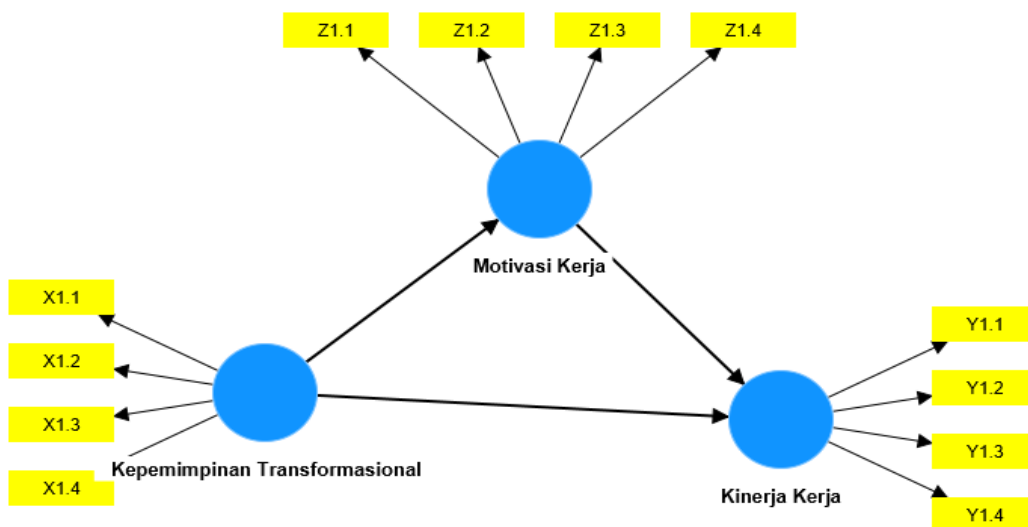 Z1.1
Z1.2
Z1.3
Z1.4
Motivasi Kerja
X1.1
X1.2
X1.3
X1.4
Kepemimpinan Transformasional
Y1.1
Y1.2
Y1.3
Y1.4
Kinerja Kerja